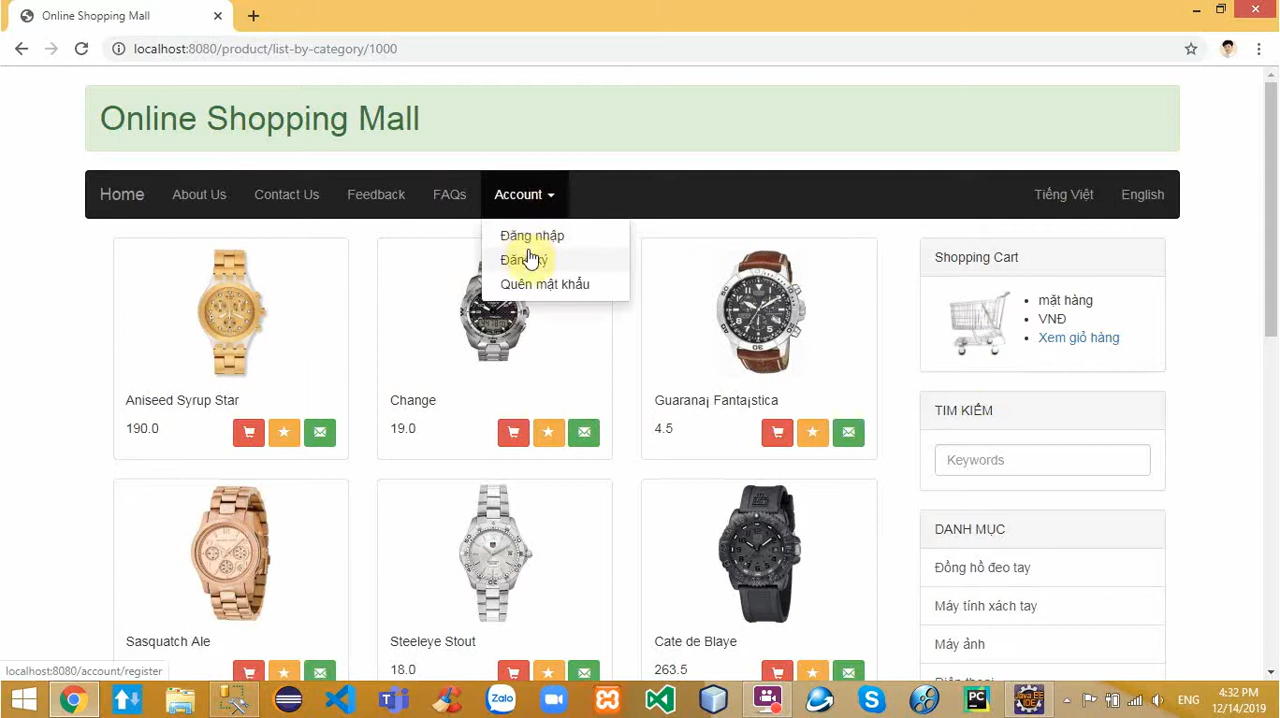 Online Shopping Mall
localhost:8080/product/list-by-category/1000
Online Shopping Mall
Home About Us Contact Us Feedback FAQs Account Tiếng Việt English
Đăng nhập
Quên mật khẩu
Aniseed Syrup Star
190.0
Change
19.0
Guarana¡ Fanta¡stica
4.5
Shopping Cart
mặt hàng
VNĐ
Xem giỏ hàng
TÌM KIẾM
Keywords
DANH MỤC
Đồng hồ đeo tay
Máy tính xách tay
Máy ảnh
Sasquatch Ale
Steeleye Stout
18.0
Cate de Blaye
263.5
localhost:8080/account/register
Zalo
ENG
4:32 PM
12/14/2019